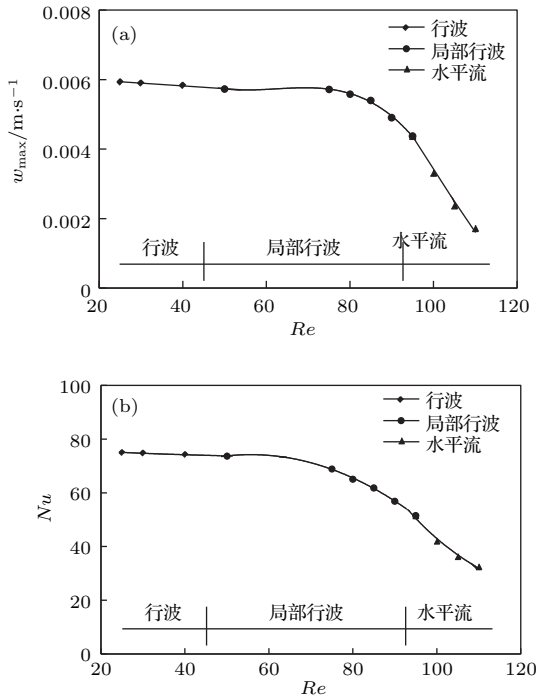 0.008
(a)
行波
局部行波
水平流
0.006
0.004
0.002
0
w_max/m·s⁻¹
行波 局部行波 水平流
20 40 60 80 100 120
Re
100
(b)
行波
局部行波
水平流
80
60
40
20
0
Nu
行波 局部行波 水平流
20 40 60 80 100 120
Re